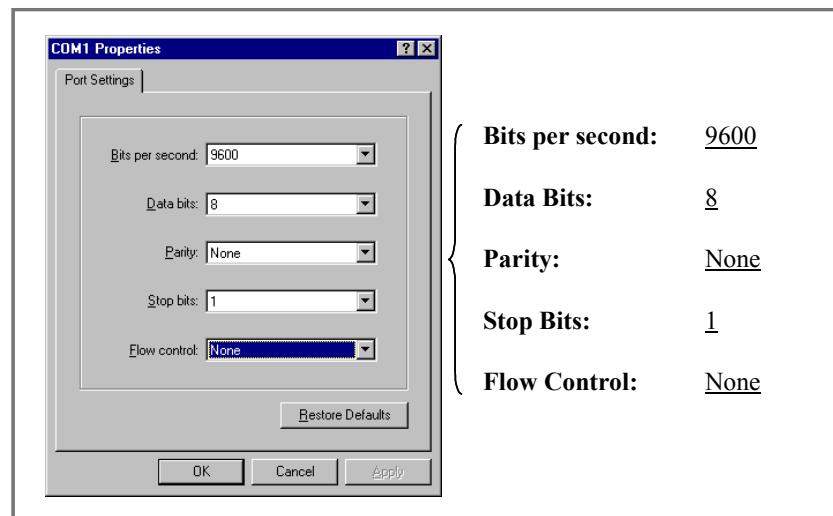 COM1 Properties
Port Settings
Bits per second: 9600
Data bits: 8
Parity: None
Stop bits: 1
Flow control: None
Restore Defaults
OK Cancel Apply
Bits per second: 9600
Data Bits: 8
Parity: None
Stop Bits: 1
Flow Control: None